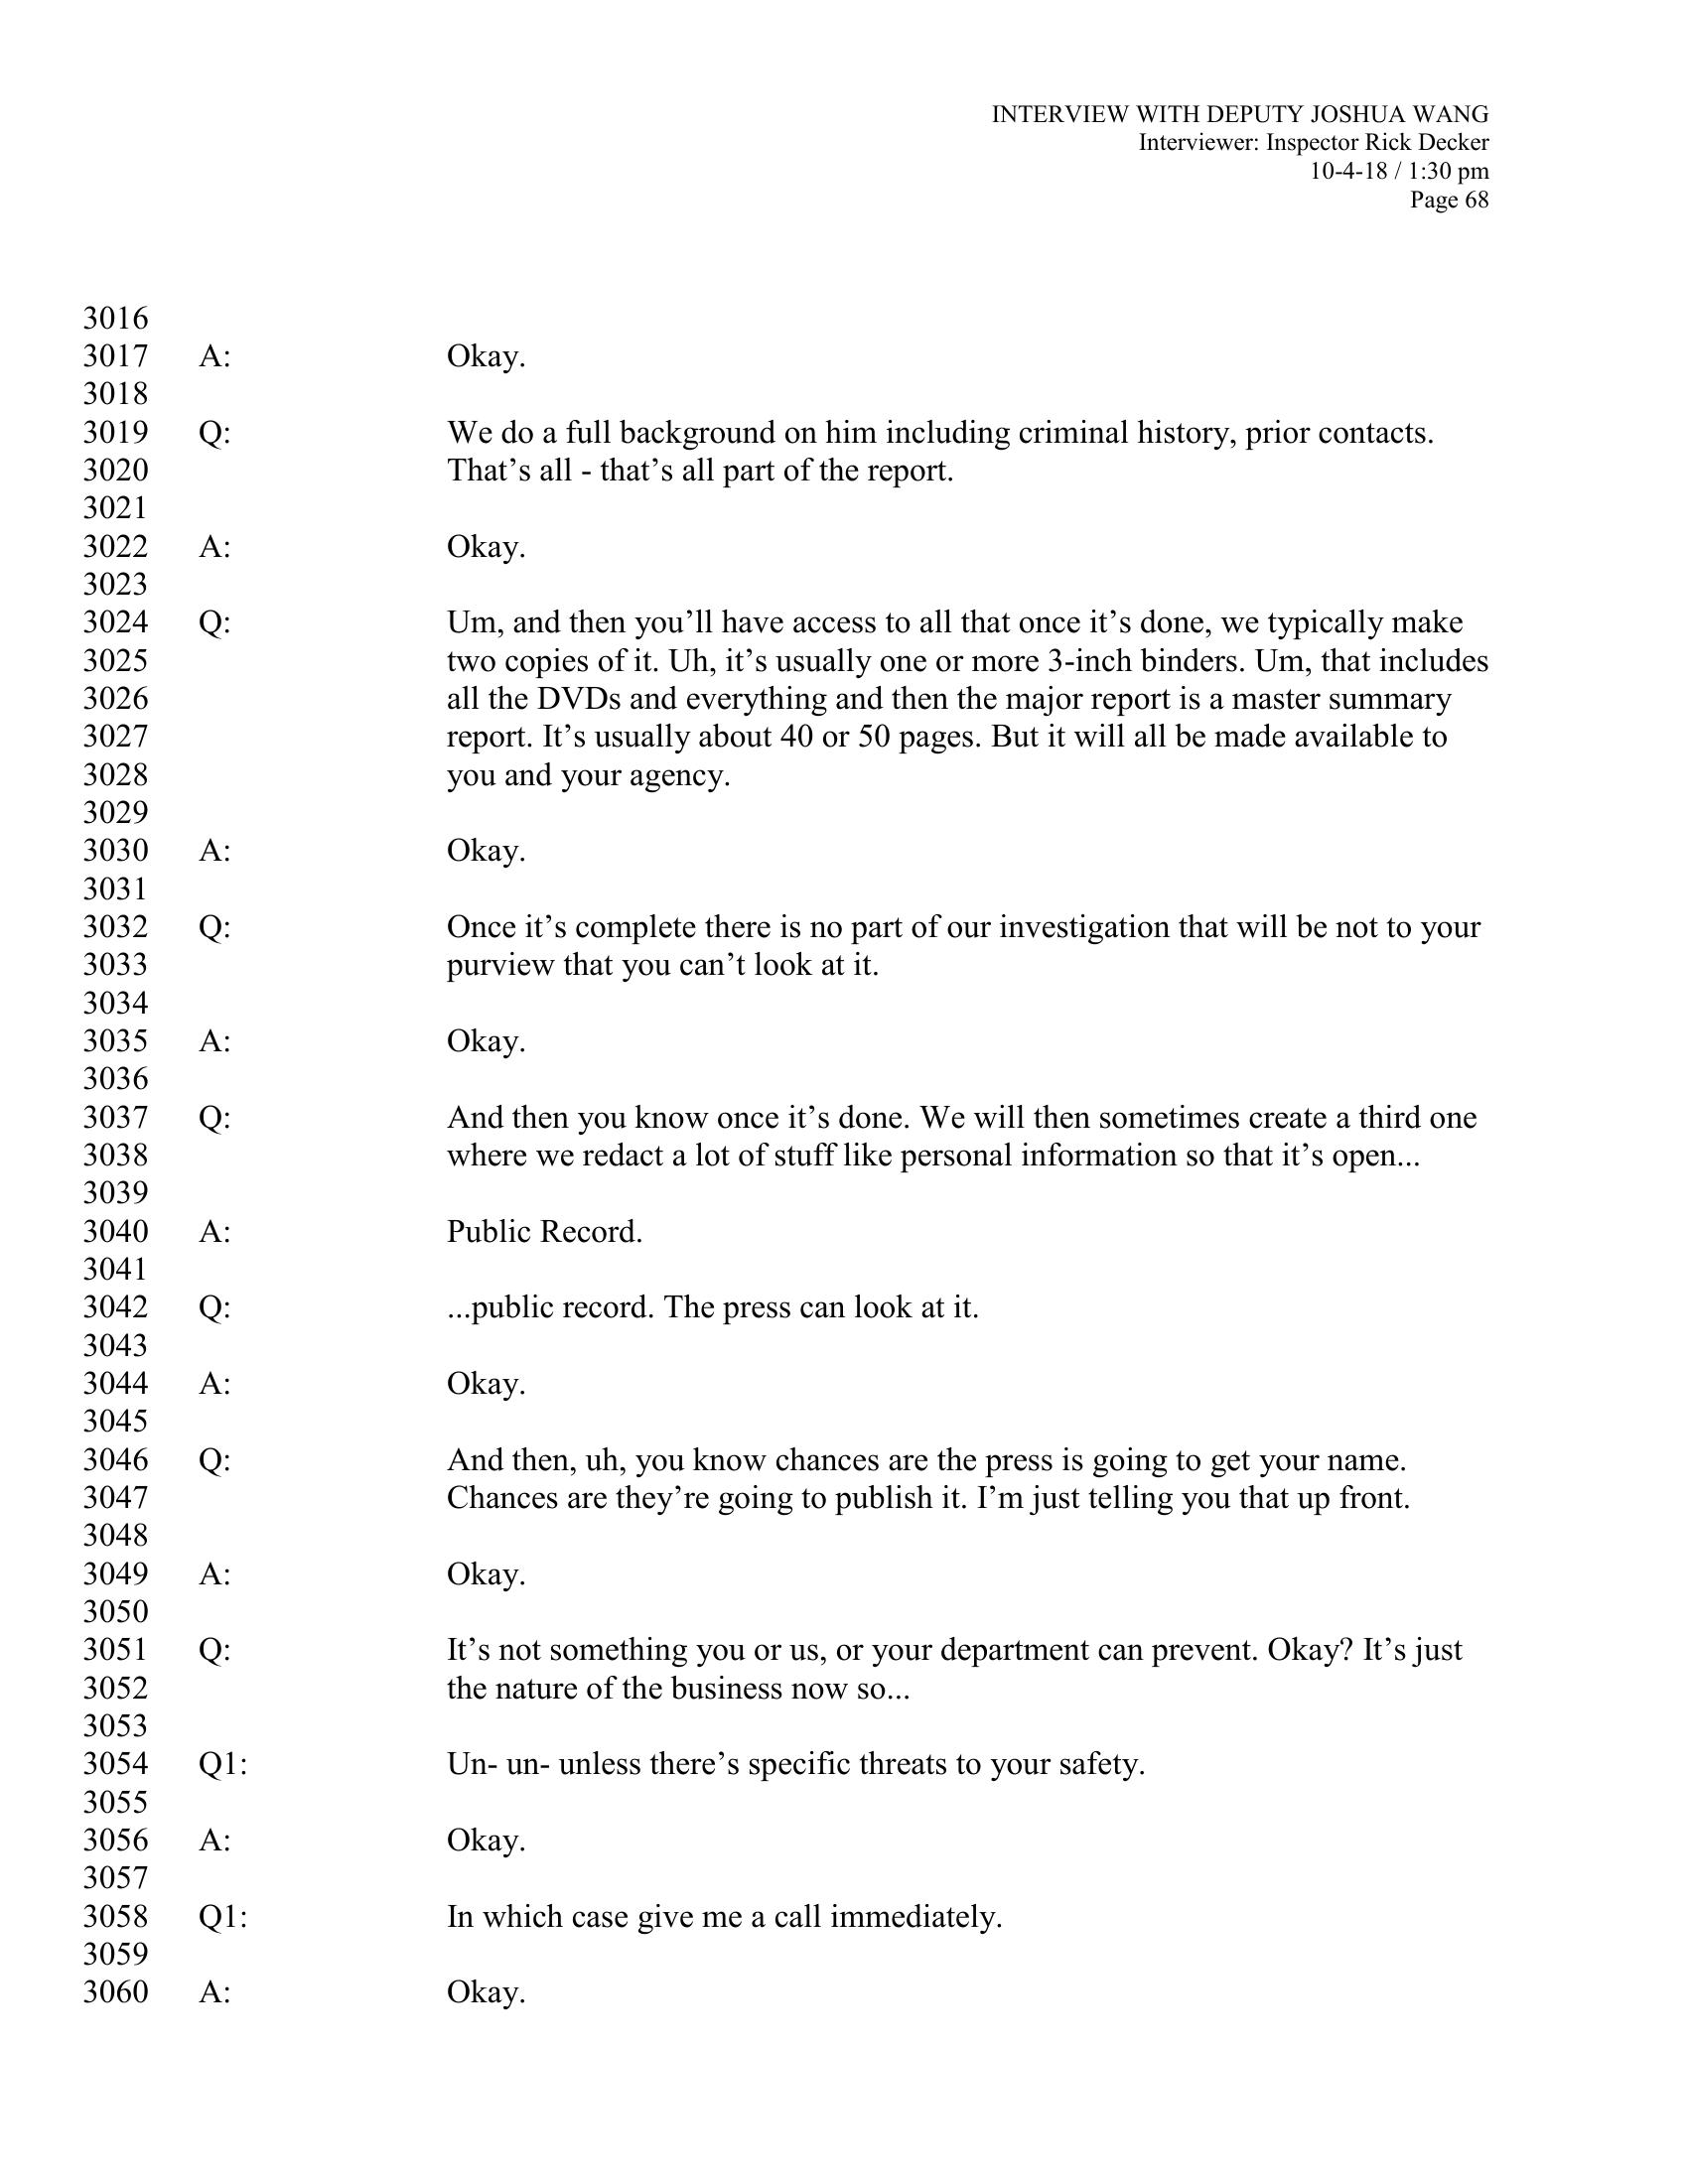 INTERVIEW WITH DEPUTY JOSHUA WANG
Interviewer: Inspector Rick Decker
10-4-18 / 1:30 pm
Page 68
3016
3017 A: Okay.
3018
3019 Q: We do a full background on him including criminal history, prior contacts.
3020 That’s all - that’s all part of the report.
3021
3022 A: Okay.
3023
3024 Q: Um, and then you’ll have access to all that once it’s done, we typically make
3025 two copies of it. Uh, it’s usually one or more 3-inch binders. Um, that includes
3026 all the DVDs and everything and then the major report is a master summary
3027 report. It’s usually about 40 or 50 pages. But it will all be made available to
3028 you and your agency.
3029
3030 A: Okay.
3031
3032 Q: Once it’s complete there is no part of our investigation that will be not to your
3033 purview that you can’t look at it.
3034
3035 A: Okay.
3036
3037 Q: And then you know once it’s done. We will then sometimes create a third one
3038 where we redact a lot of stuff like personal information so that it’s open...
3039
3040 A: Public Record.
3041
3042 Q: ...public record. The press can look at it.
3043
3044 A: Okay.
3045
3046 Q: And then, uh, you know chances are the press is going to get your name.
3047 Chances are they’re going to publish it. I’m just telling you that up front.
3048
3049 A: Okay.
3050
3051 Q: It’s not something you or us, or your department can prevent. Okay? It’s just
3052 the nature of the business now so...
3053
3054 Q1: Un- un- unless there’s specific threats to your safety.
3055
3056 A: Okay.
3057
3058 Q1: In which case give me a call immediately.
3059
3060 A: Okay.